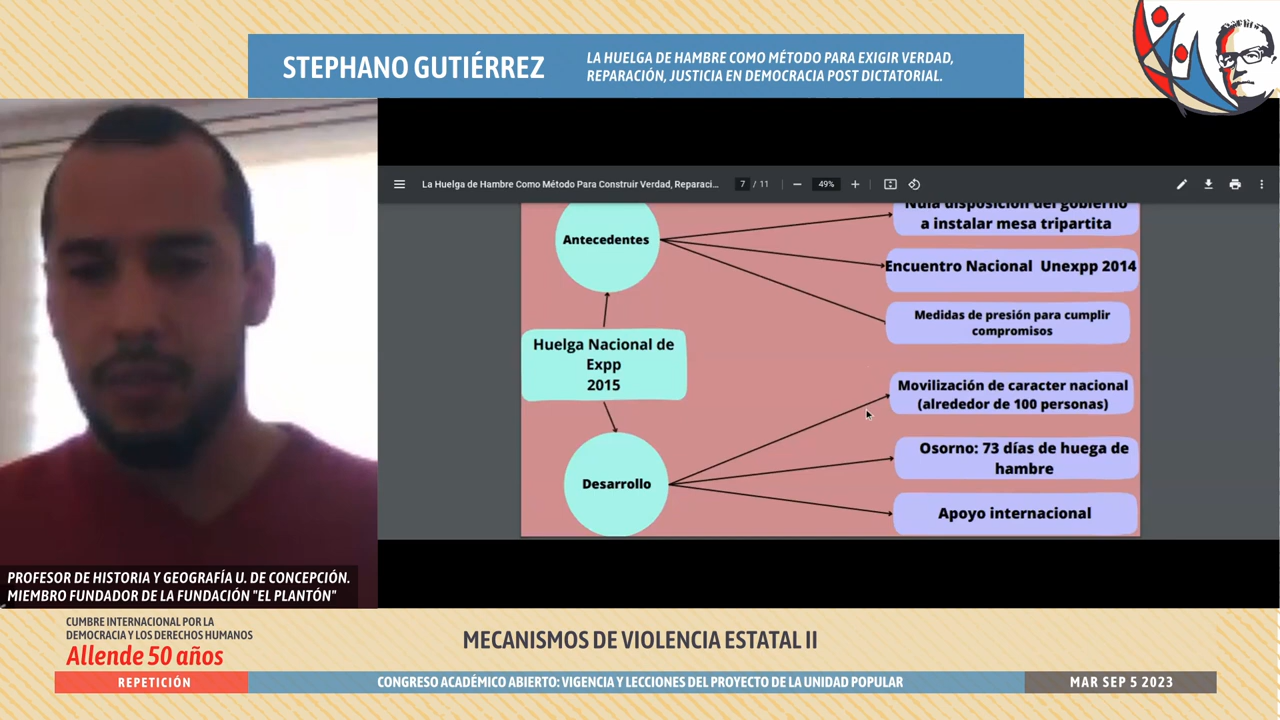 STEPHANO GUTIÉRREZ
LA HUELGA DE HAMBRE COMO MÉTODO PARA EXIGIR VERDAD,
REPARACIÓN, JUSTICIA EN DEMOCRACIA POST DICTATORIAL.
La Huelga de Hambre Como Método Para Construir Verdad, Reparaci...
7 / 11
49%
Antecedentes
Nula disposición del gobierno
a instalar mesa tripartita
Encuentro Nacional Unexpp 2014
Medidas de presión para cumplir
compromisos
Huelga Nacional de
Expp
2015
Movilización de caracter nacional
(alrededor de 100 personas)
Desarrollo
Osorno: 73 días de huega de
hambre
Apoyo internacional
PROFESOR DE HISTORIA Y GEOGRAFÍA U. DE CONCEPCIÓN.
MIEMBRO FUNDADOR DE LA FUNDACIÓN "EL PLANTÓN"
CUMBRE INTERNACIONAL POR LA
DEMOCRACIA Y LOS DERECHOS HUMANOS
Allende 50 años
MECANISMOS DE VIOLENCIA ESTATAL II
REPETICIÓN
CONGRESO ACADÉMICO ABIERTO: VIGENCIA Y LECCIONES DEL PROYECTO DE LA UNIDAD POPULAR
MAR SEP 5 2023